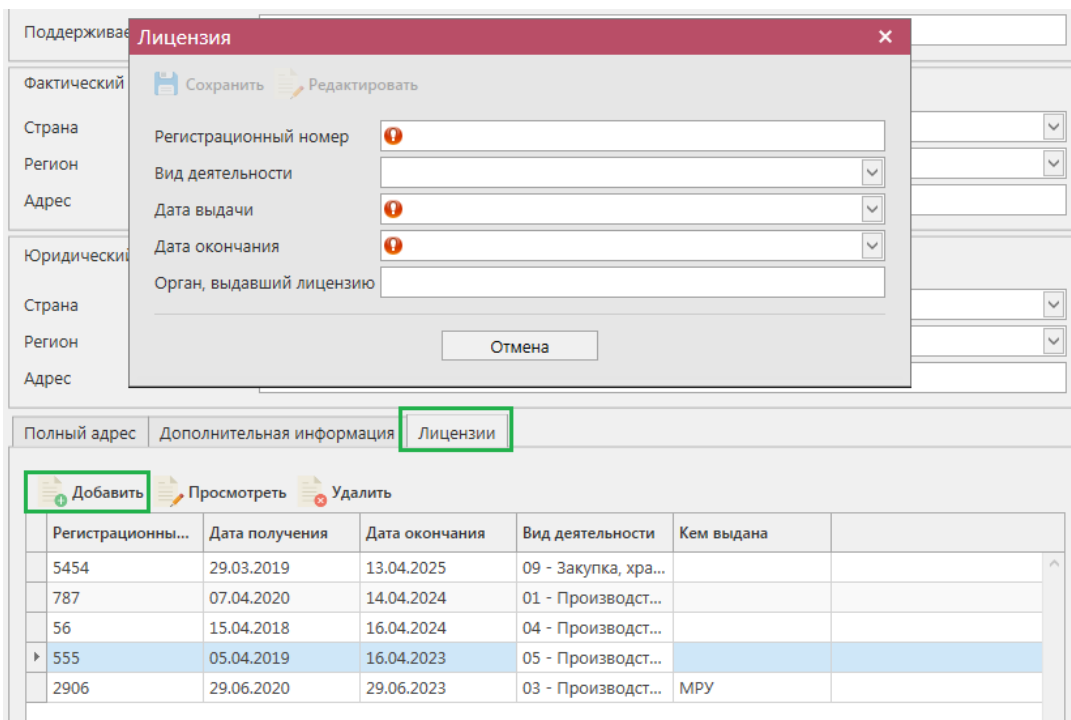 Поддерживае
Лицензия
Сохранить Редактировать
Фактический
Страна
Регион
Адрес
Регистрационный номер
Вид деятельности
Дата выдачи
Дата окончания
Орган, выдавший лицензию
Отмена
Юридический
Страна
Регион
Адрес
Полный адрес Дополнительная информация Лицензии
Добавить Просмотреть Удалить
Регистрационны... Дата получения Дата окончания Вид деятельности Кем выдана
5454 29.03.2019 13.04.2025 09 - Закупка, хра...
787 07.04.2020 14.04.2024 01 - Производст...
56 15.04.2018 16.04.2024 04 - Производст...
555 05.04.2019 16.04.2023 05 - Производст...
2906 29.06.2020 29.06.2023 03 - Производст... МРУ